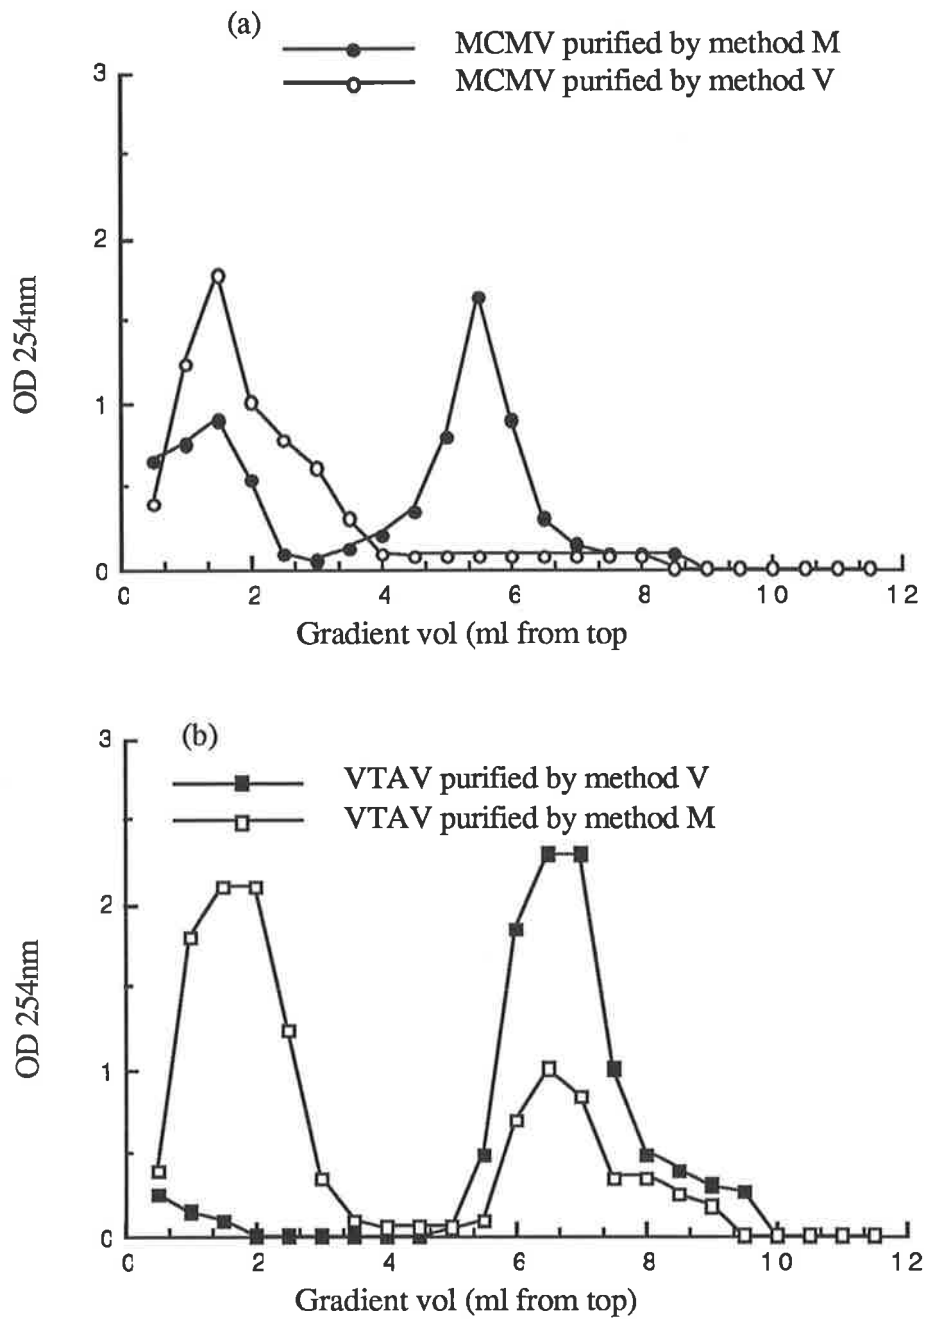 (a)
MCMV purified by method M
MCMV purified by method V
3
2
1
0
OD 254nm
0 2 4 6 8 10 12
Gradient vol (ml from top
(b)
VTAV purified by method V
VTAV purified by method M
3
2
1
0
OD 254nm
0 2 4 6 8 10 12
Gradient vol (ml from top)